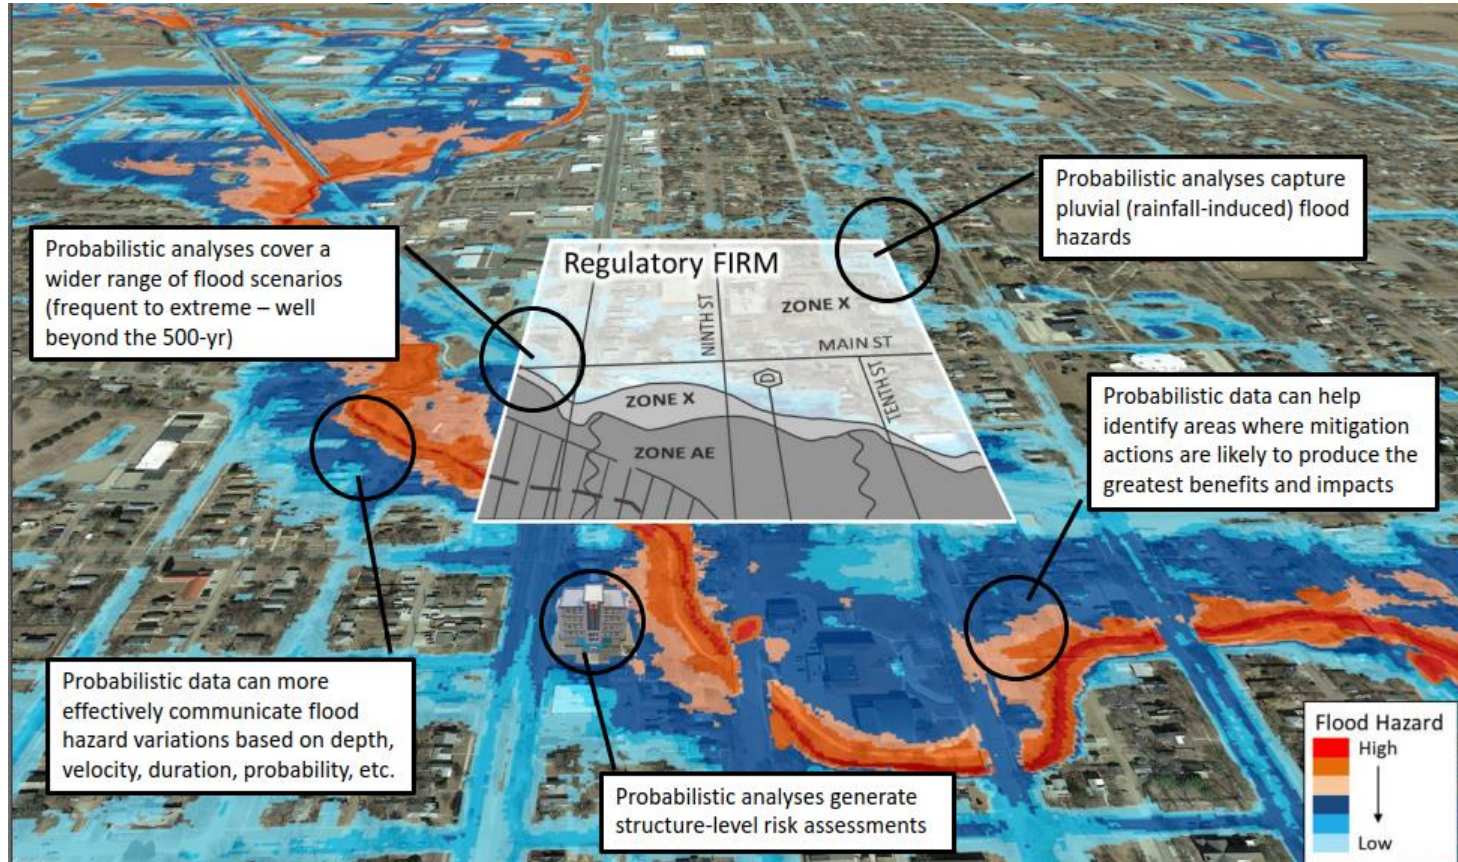 Probabilistic analyses capture
pluvial (rainfall-induced) flood
hazards
Probabilistic analyses cover a
wider range of flood scenarios
(frequent to extreme – well
beyond the 500-yr)
Regulatory FIRM
ZONE X
NINTH ST
MAIN ST
TENTH ST
D
ZONE X
ZONE AE
Probabilistic data can help
identify areas where mitigation
actions are likely to produce the
greatest benefits and impacts
Probabilistic data can more
effectively communicate flood
hazard variations based on depth,
velocity, duration, probability, etc.
Probabilistic analyses generate
structure-level risk assessments
Flood Hazard
High
Low